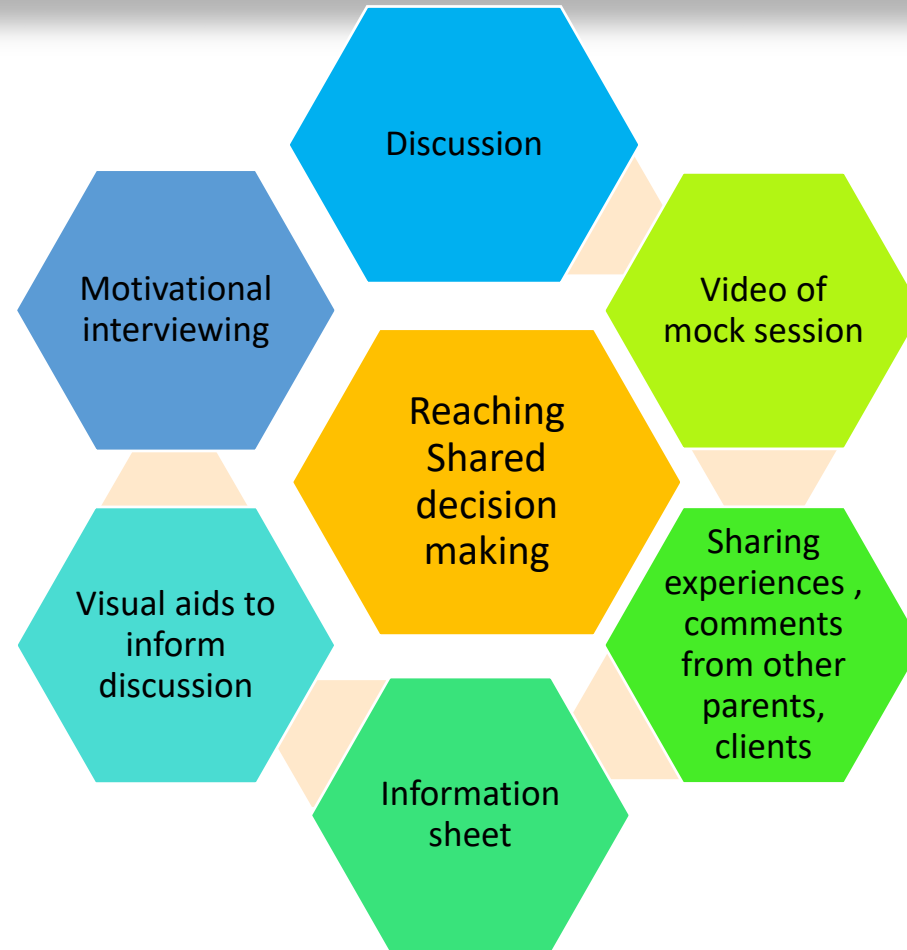 Discussion
Motivational
interviewing
Video of
mock session
Reaching
Shared
decision
making
Sharing
experiences ,
comments
from other
parents,
clients
Visual aids to
inform
discussion
Information
sheet